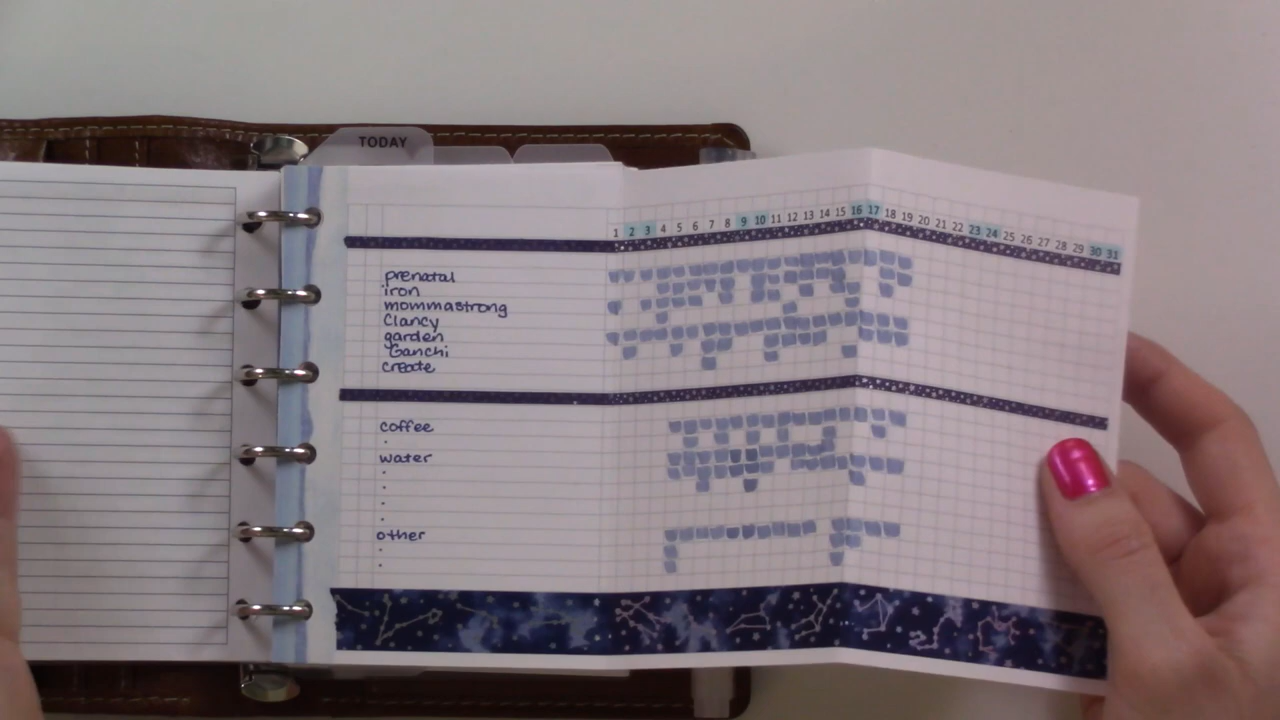 TODAY
1 2 3 4 5 6 7 8 9 10 11 12 13 14 15 16 17 18 19 20 21 22 23 24 25 26 27 28 29 30 31
prenatal
iron
mommastrong
Clancy
garden
Ganchi
create
coffee
water
other